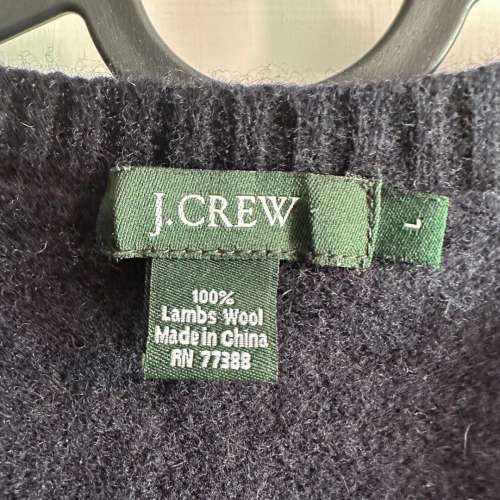 J.CREW
L
100%
Lambs Wool
Made in China
RN 77388